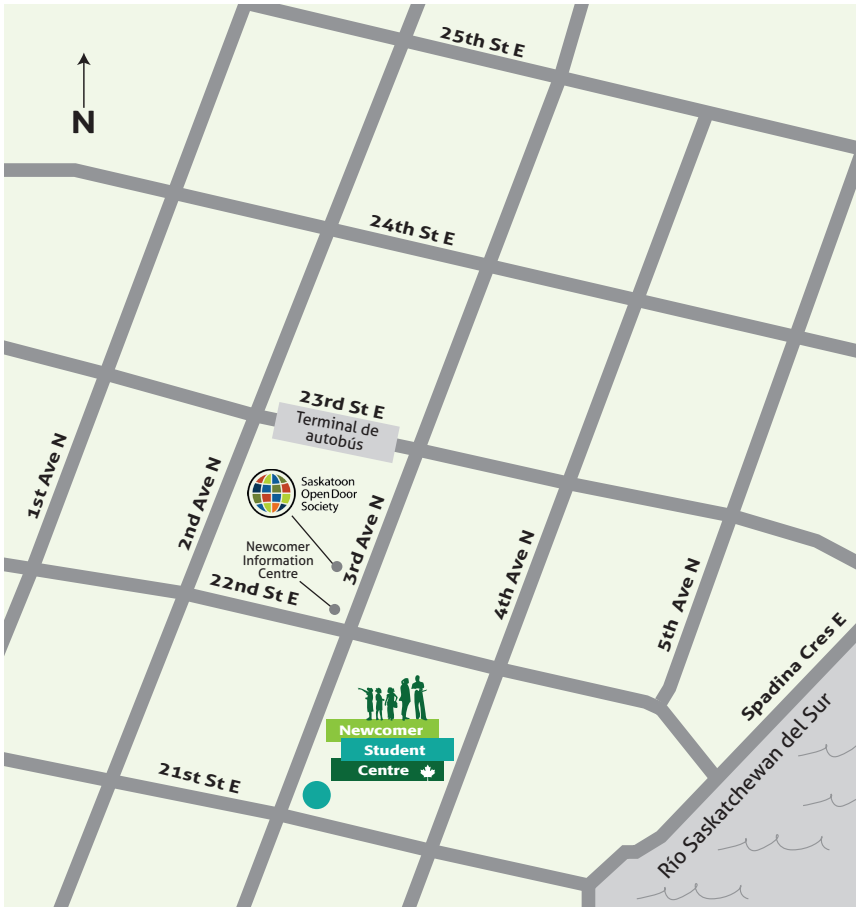 25th St E
N
24th St E
23rd St E
Terminal de
autobús
1st Ave N
2nd Ave N
Saskatoon
Open Door
Society
3rd Ave N
Newcomer
Information
Centre
22nd St E
4th Ave N
5th Ave N
Spadina Cres E
Newcomer
Student
Centre
21st St E
Río Saskatchewan del Sur